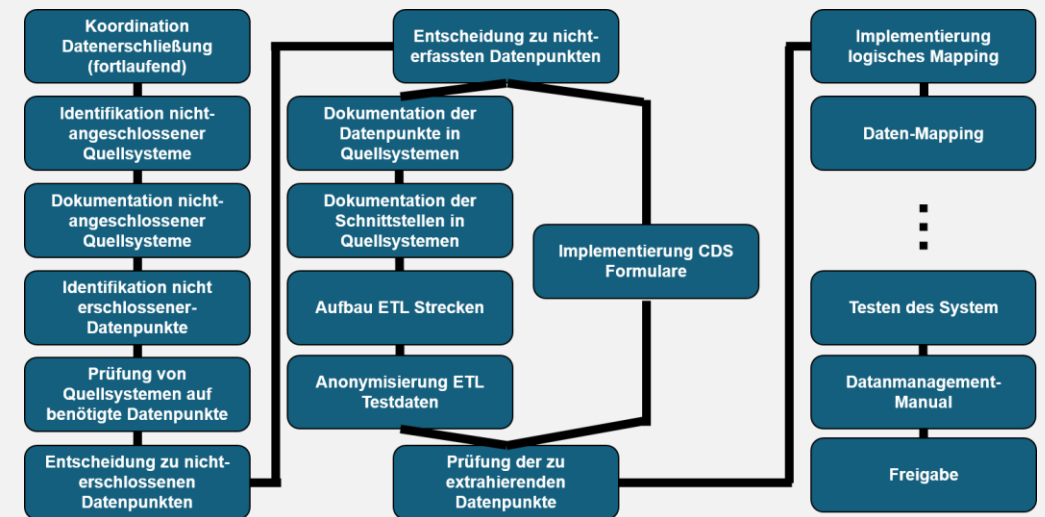 Koordination
Datenerschließung
(fortlaufend)
Identifikation nicht-
angeschlossener
Quellsysteme
Dokumentation nicht-
angeschlossener
Quellsysteme
Identifikation nicht
erschlossener-
Datenpunkte
Prüfung von
Quellsystemen auf
benötigte Datenpunkte
Entscheidung zu nicht-
erschlossenen
Datenpunkten
Entscheidung zu nicht-
erfassten Datenpunkten
Dokumentation der
Datenpunkte in
Quellsystemen
Dokumentation der
Schnittstellen in
Quellsystemen
Aufbau ETL Strecken
Anonymisierung ETL
Testdaten
Implementierung CDS
Formulare
Prüfung der zu
extrahierenden
Datenpunkte
Implementierung
logisches Mapping
Daten-Mapping
Testen des System
Datanmanagement-
Manual
Freigabe